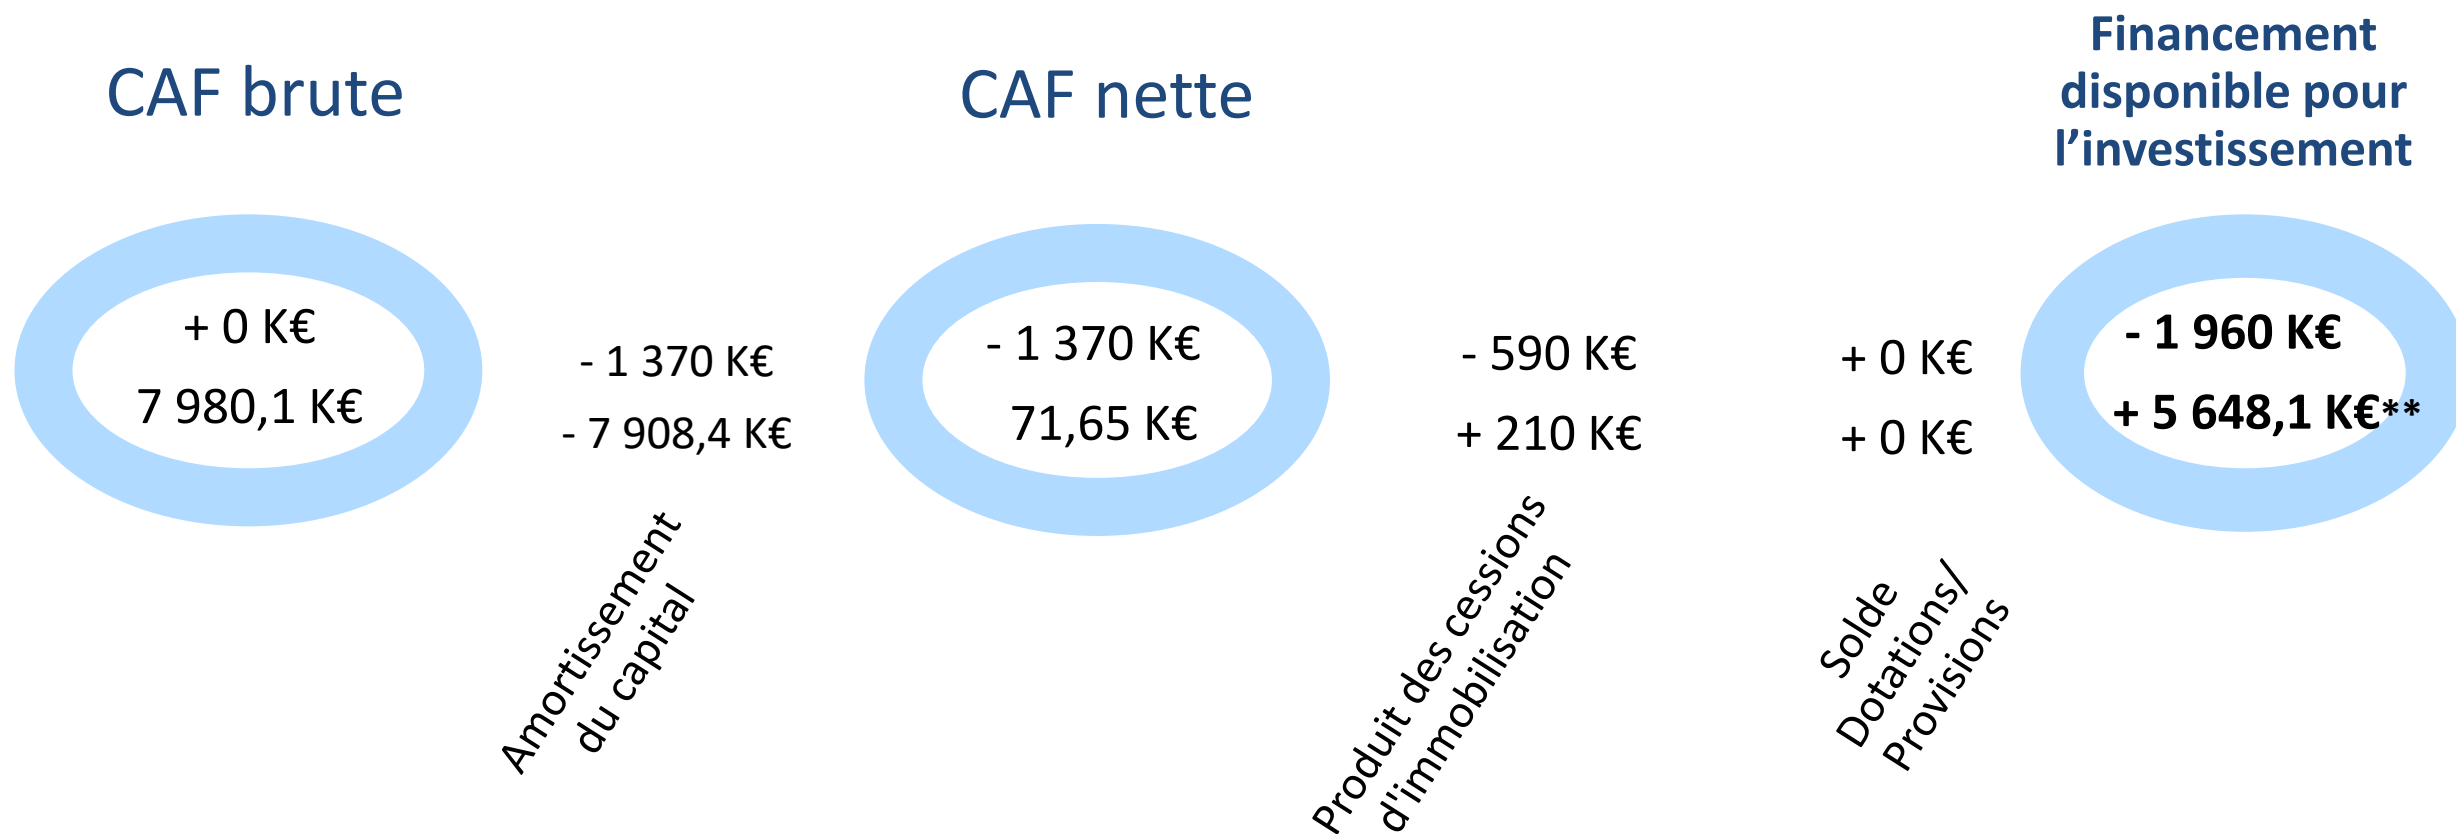 CAF brute
CAF nette
Financement
disponible pour
l’investissement
+ 0 K€
7 980,1 K€
- 1 370 K€
- 7 908,4 K€
- 1 370 K€
71,65 K€
- 590 K€
+ 210 K€
+ 0 K€
+ 0 K€
- 1 960 K€
+ 5 648,1 K€**
Amortissement
du capital
Produit des cessions
d'immobilisation
Solde
Dotations/
Provisions